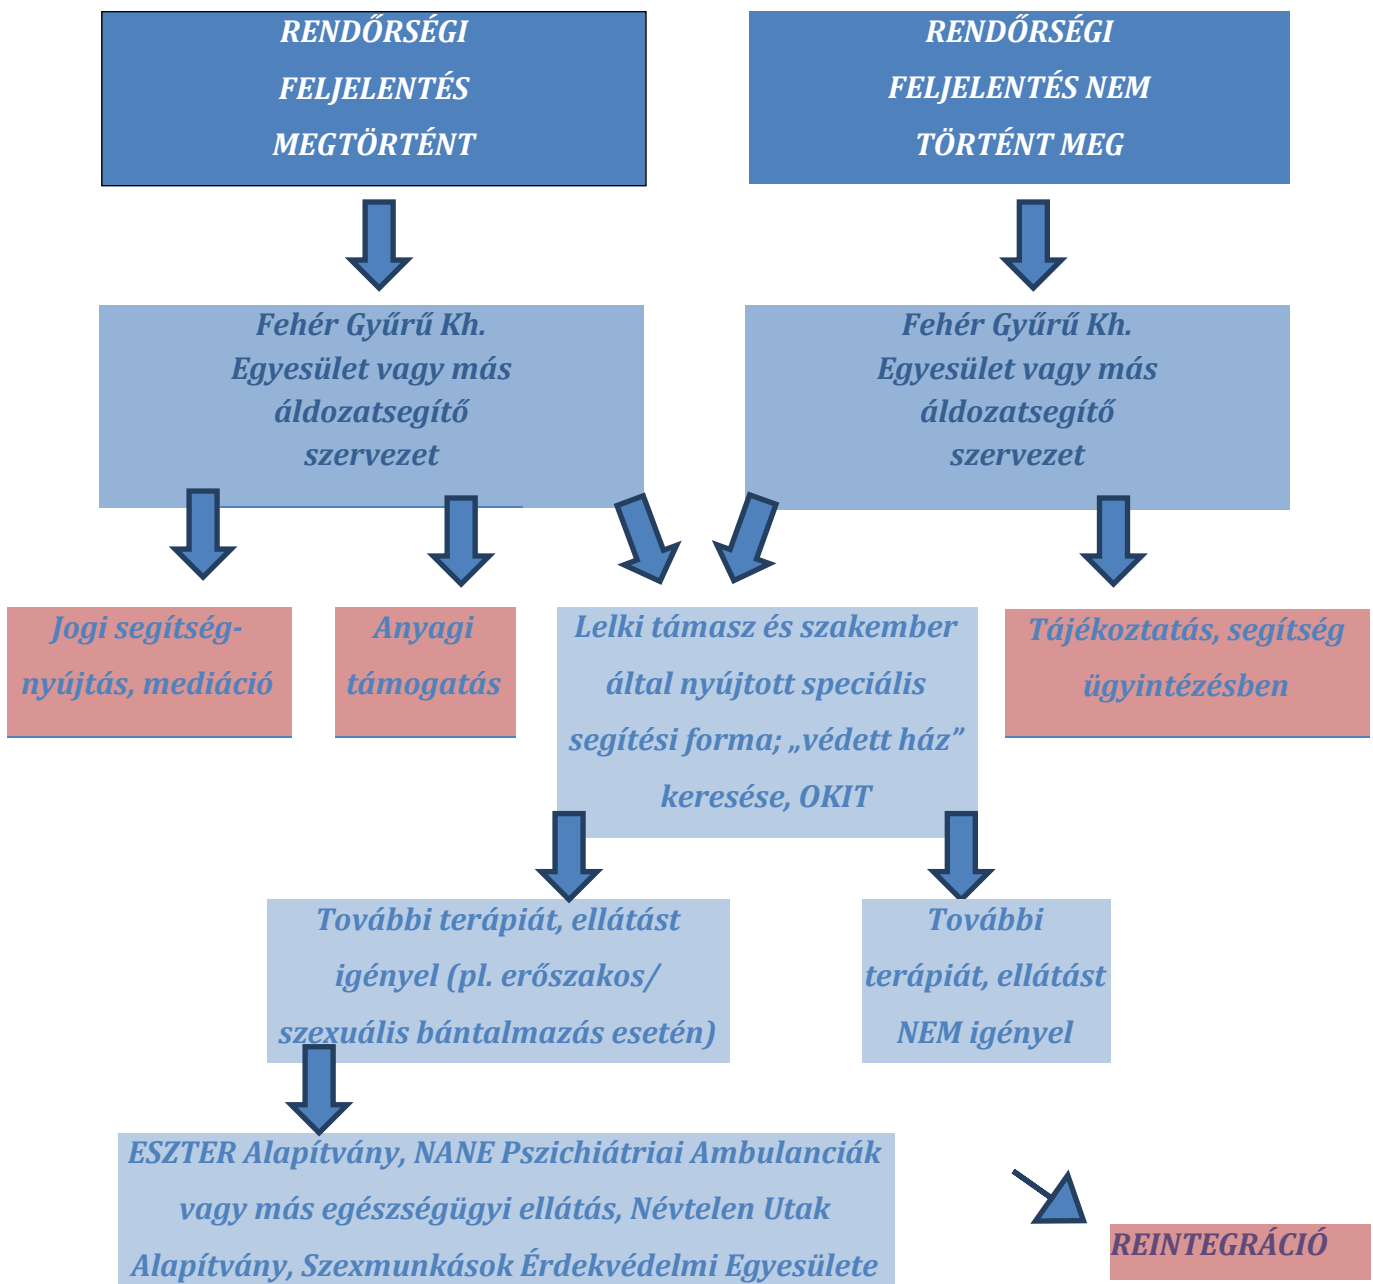 RENDŐRSÉGI
FELJELENTÉS
MEGTÖRTÉNT
RENDŐRSÉGI
FELJELENTÉS NEM
TÖRTÉNT MEG
Fehér Gyűrű Kh.
Egyesület vagy más
áldozatsegítő
szervezet
Fehér Gyűrű Kh.
Egyesület vagy más
áldozatsegítő
szervezet
Jogi segítség-
nyújtás, mediáció
Anyagi
támogatás
Lelki támasz és szakember
által nyújtott speciális
segítési forma; „védett ház”
keresése, OKIT
Tájékoztatás, segítség
ügyintézésben
További terápiát, ellátást
igényel (pl. erőszakos/
szexuális bántalmazás esetén)
További
terápiát, ellátást
NEM igényel
ESZTER Alapítvány, NANE Pszichiátriai Ambulanciák
vagy más egészségügyi ellátás, Névtelen Utak
Alapítvány, Szexmunkások Érdekvédelmi Egyesülete
REINTEGRÁCIÓ